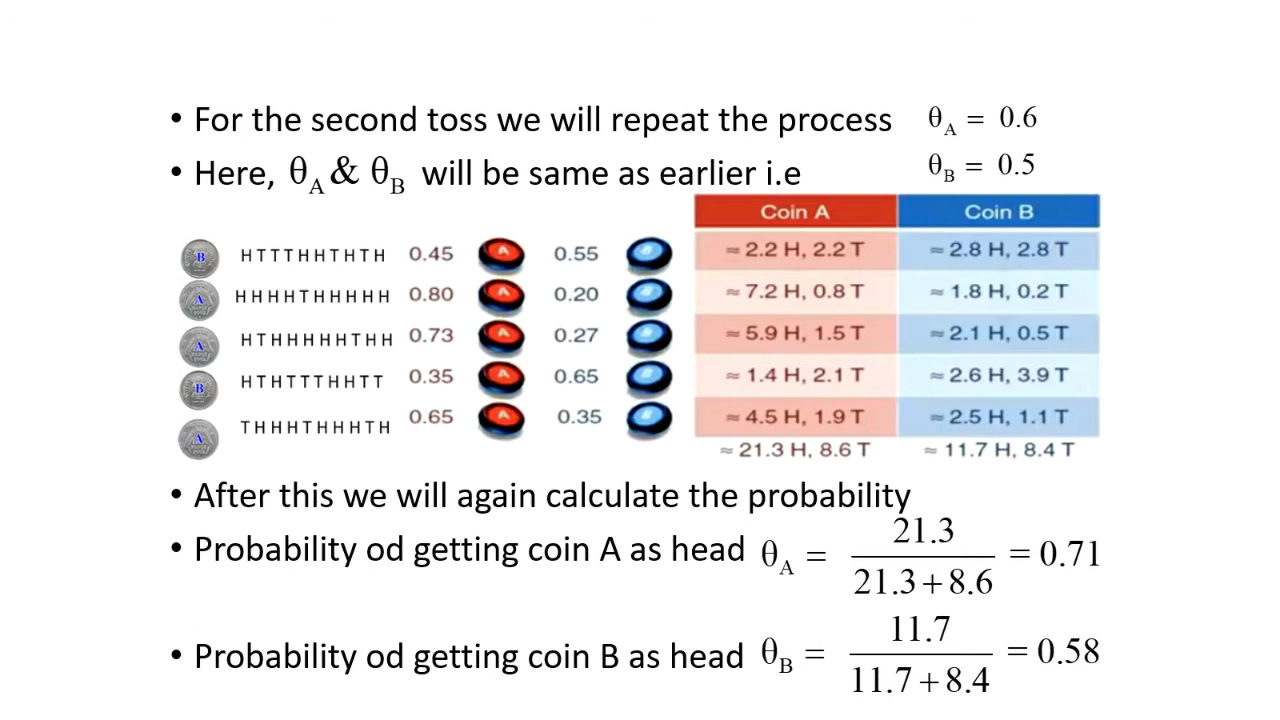 • For the second toss we will repeat the process θA = 0.6
• Here, θA & θB will be same as earlier i.e θB = 0.5
Coin A Coin B
B HTTTHHTHTH 0.45 A 0.55 B ≈ 2.2 H, 2.2 T ≈ 2.8 H, 2.8 T
A HHHHTHHHHH 0.80 A 0.20 B ≈ 7.2 H, 0.8 T ≈ 1.8 H, 0.2 T
A HTHHHHHTHH 0.73 A 0.27 B ≈ 5.9 H, 1.5 T ≈ 2.1 H, 0.5 T
B HTHTTTHHTT 0.35 A 0.65 B ≈ 1.4 H, 2.1 T ≈ 2.6 H, 3.9 T
A THHHTHHHTH 0.65 A 0.35 B ≈ 4.5 H, 1.9 T ≈ 2.5 H, 1.1 T
≈ 21.3 H, 8.6 T ≈ 11.7 H, 8.4 T
• After this we will again calculate the probability
• Probability od getting coin A as head θA = 21.3 / 21.3 + 8.6 = 0.71
• Probability od getting coin B as head θB = 11.7 / 11.7 + 8.4 = 0.58